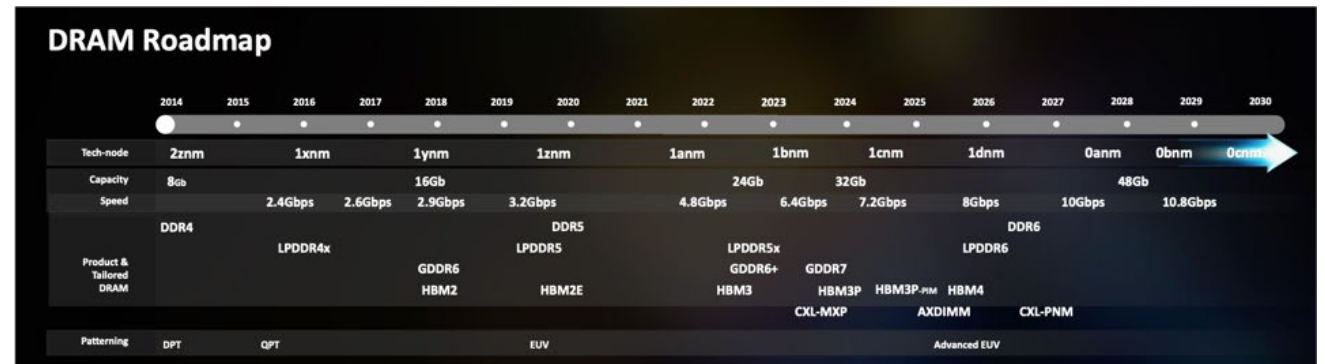 DRAM Roadmap
2014 2015 2016 2017 2018 2019 2020 2021 2022 2023 2024 2025 2026 2027 2028 2029 2030
Tech-node 2znm 1xnm 1ynm 1znm 1anm 1bnm 1cnm 1dnm 0anm 0bnm 0cnm
Capacity 8Gb 16Gb 24Gb 32Gb 48Gb
Speed 2.4Gbps 2.6Gbps 2.9Gbps 3.2Gbps 4.8Gbps 6.4Gbps 7.2Gbps 8Gbps 10Gbps 10.8Gbps
Product & Tailored DRAM
DDR4 DDR5 DDR6
LPDDR4x LPDDR5 LPDDR5x LPDDR6
GDDR6 GDDR6+ GDDR7
HBM2 HBM2E HBM3 HBM3P HBM3P-PIM HBM4
CXL-MXP AXDIMM CXL-PNM
Patterning DPT QPT EUV Advanced EUV